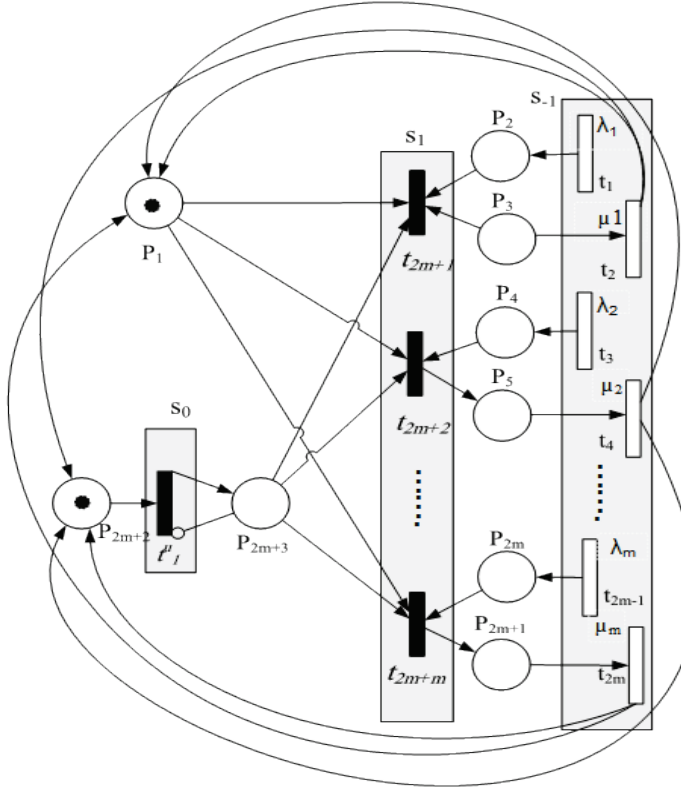 S-1
P2
λ1
S1
t1
P3
μ1
P1
t2m+1
t2
P4
λ2
t3
P5
μ2
S0
t2m+2
t4
......
......
P2m+2
tμ1
P2m+3
P2m
λm
t2m-1
P2m+1
μm
t2m+m
t2m